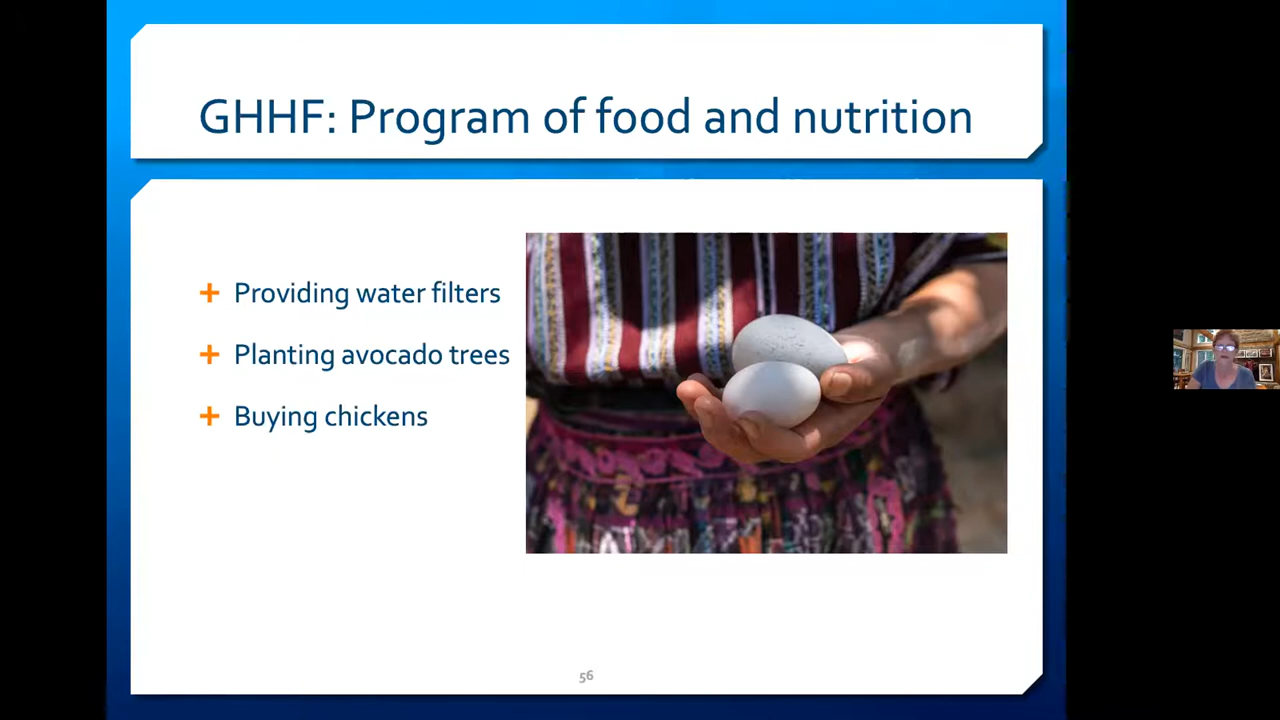 GHHF: Program of food and nutrition
Providing water filters
Planting avocado trees
Buying chickens
56